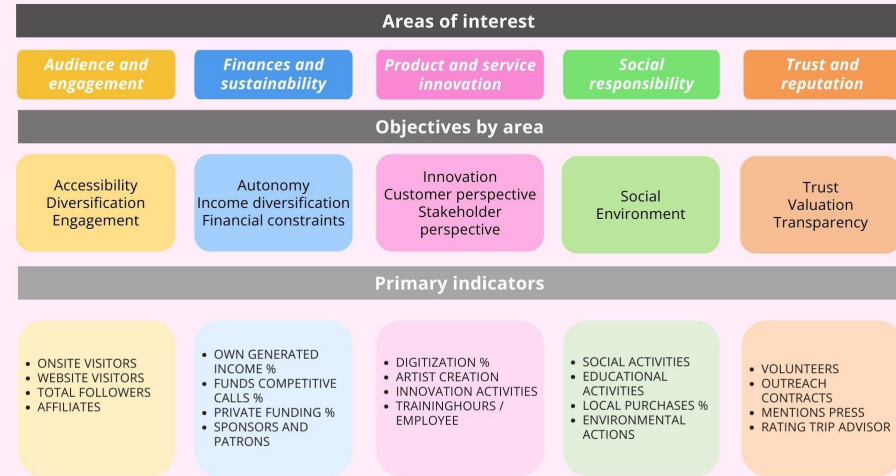 Areas of interest
Audience and
engagement
Finances and
sustainability
Product and service
innovation
Social
responsibility
Trust and
reputation
Objectives by area
Accessibility
Diversification
Engagement
Autonomy
Income diversification
Financial constraints
Innovation
Customer perspective
Stakeholder
perspective
Social
Environment
Trust
Valuation
Transparency
Primary indicators
• ONSITE VISITORS
• WEBSITE VISITORS
• TOTAL FOLLOWERS
• AFFILIATES
• OWN GENERATED
INCOME %
• FUNDS COMPETITIVE
CALLS %
• PRIVATE FUNDING %
• SPONSORS AND
PATRONS
• DIGITIZATION %
• ARTIST CREATION
• INNOVATION ACTIVITIES
• TRAININGHOURS /
EMPLOYEE
• SOCIAL ACTIVITIES
• EDUCATIONAL
ACTIVITIES
• LOCAL PURCHASES %
• ENVIRONMENTAL
ACTIONS
• VOLUNTEERS
• OUTREACH
CONTRACTS
• MENTIONS PRESS
• RATING TRIP ADVISOR